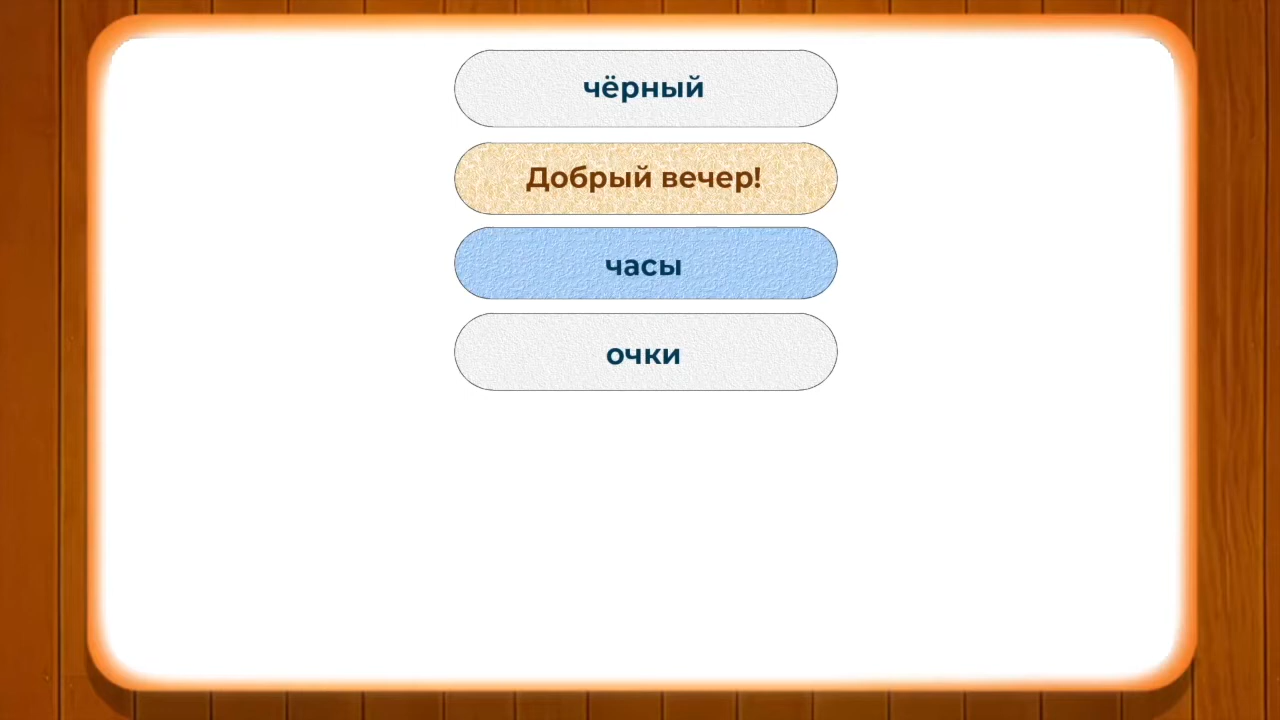 чёрный
Добрый вечер!
часы
очки